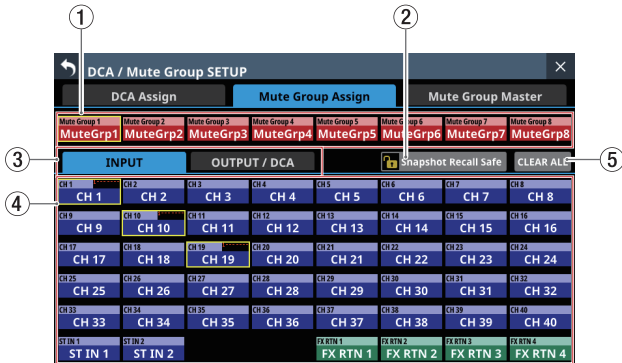 ① ②
DCA / Mute Group SETUP ×
DCA Assign Mute Group Assign Mute Group Master
Mute Group 1 Mute Group 2 Mute Group 3 Mute Group 4 Mute Group 5 Mute Group 6 Mute Group 7 Mute Group 8
MuteGrp1 MuteGrp2 MuteGrp3 MuteGrp4 MuteGrp5 MuteGrp6 MuteGrp7 MuteGrp8
③ INPUT OUTPUT / DCA Snapshot Recall Safe CLEAR ALL ⑤
CH 1 CH 2 CH 3 CH 4 CH 5 CH 6 CH 7 CH 8
④ CH 1 CH 2 CH 3 CH 4 CH 5 CH 6 CH 7 CH 8
CH 9 CH 10 CH 11 CH 12 CH 13 CH 14 CH 15 CH 16
CH 9 CH 10 CH 11 CH 12 CH 13 CH 14 CH 15 CH 16
CH 17 CH 18 CH 19 CH 20 CH 21 CH 22 CH 23 CH 24
CH 17 CH 18 CH 19 CH 20 CH 21 CH 22 CH 23 CH 24
CH 25 CH 26 CH 27 CH 28 CH 29 CH 30 CH 31 CH 32
CH 25 CH 26 CH 27 CH 28 CH 29 CH 30 CH 31 CH 32
CH 33 CH 34 CH 35 CH 36 CH 37 CH 38 CH 39 CH 40
CH 33 CH 34 CH 35 CH 36 CH 37 CH 38 CH 39 CH 40
ST IN 1 ST IN 2 FX RTN 1 FX RTN 2 FX RTN 3 FX RTN 4
ST IN 1 ST IN 2 FX RTN 1 FX RTN 2 FX RTN 3 FX RTN 4